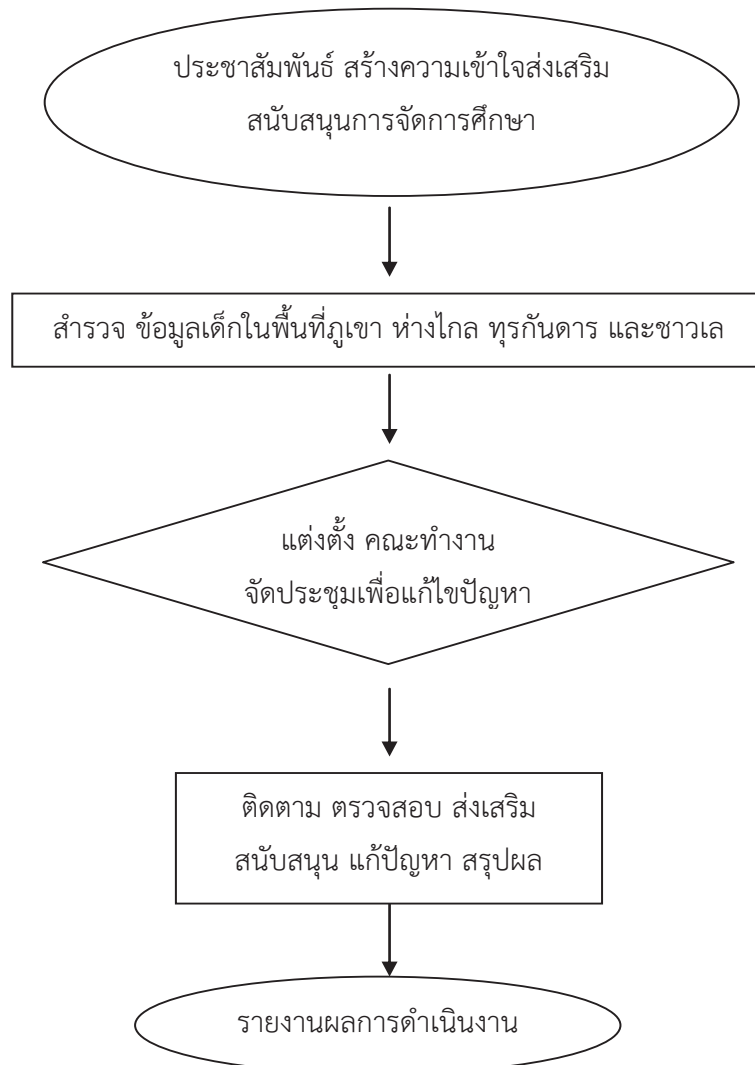 ประชาสัมพันธ์ สร้างความเข้าใจส่งเสริม
สนับสนุนการจัดการศึกษา
สำรวจ ข้อมูลเด็กในพื้นที่ภูเขา ห่างไกล ทุรกันดาร และชาวเล
แต่งตั้ง คณะทำงาน
จัดประชุมเพื่อแก้ไขปัญหา
ติดตาม ตรวจสอบ ส่งเสริม
สนับสนุน แก้ปัญหา สรุปผล
รายงานผลการดำเนินงาน